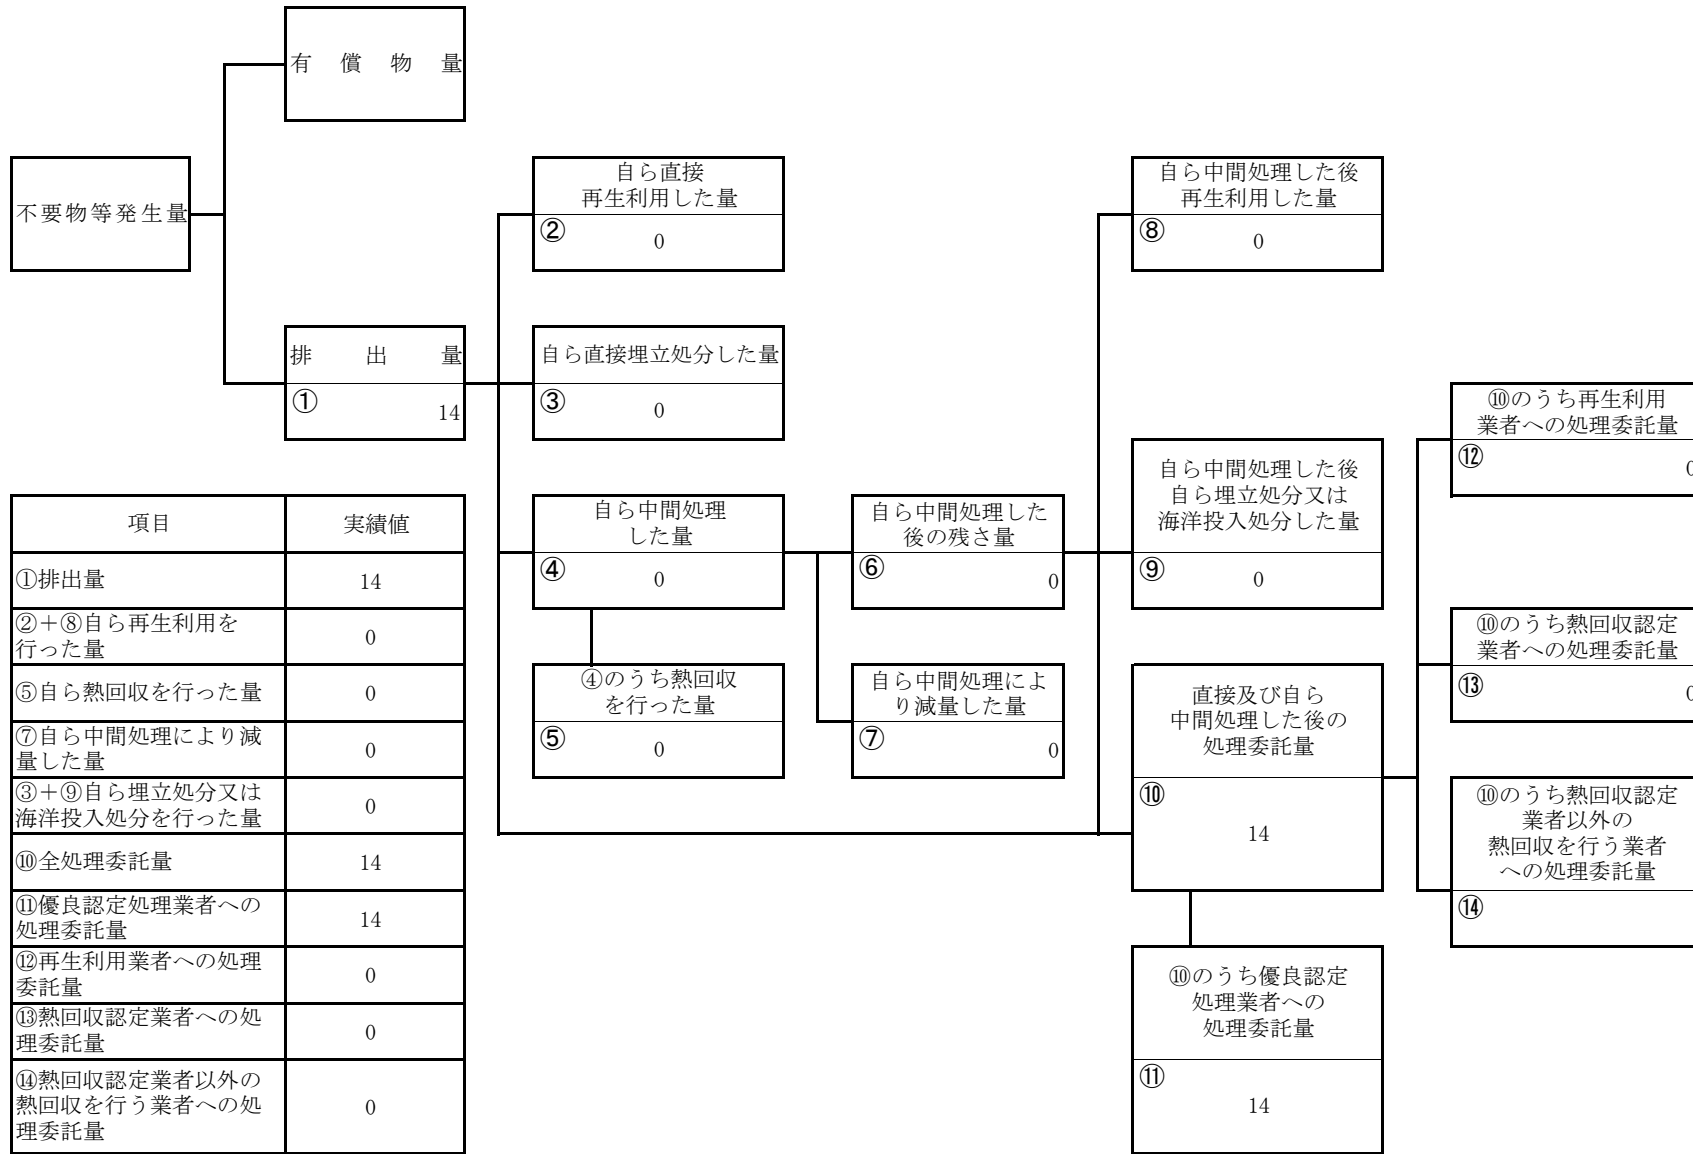 有償物量
不要物等発生量
排出量
①
14
自ら直接
再生利用した量
②
0
自ら直接埋立処分した量
③
0
自ら中間処理
した量
④
0
④のうち熱回収
を行った量
⑤
0
自ら中間処理した
後の残さ量
⑥
0
自ら中間処理によ
り減量した量
⑦
0
自ら中間処理した後
再生利用した量
⑧
0
自ら中間処理した後
自ら埋立処分又は
海洋投入処分した量
⑨
0
直接及び自ら
中間処理した後の
処理委託量
⑩
14
⑩のうち優良認定
処理業者への
処理委託量
⑪
14
⑩のうち再生利用
業者への処理委託量
⑫
0
⑩のうち熱回収認定
業者への処理委託量
⑬
0
⑩のうち熱回収認定
業者以外の
熱回収を行う業者
への処理委託量
⑭
項目 実績値
①排出量 14
②＋⑧自ら再生利用を
行った量 0
⑤自ら熱回収を行った量 0
⑦自ら中間処理により減
量した量 0
③＋⑨自ら埋立処分又は
海洋投入処分を行った量 0
⑩全処理委託量 14
⑪優良認定処理業者への
処理委託量 14
⑫再生利用業者への処理
委託量 0
⑬熱回収認定業者への処
理委託量 0
⑭熱回収認定業者以外の
熱回収を行う業者への処
理委託量 0